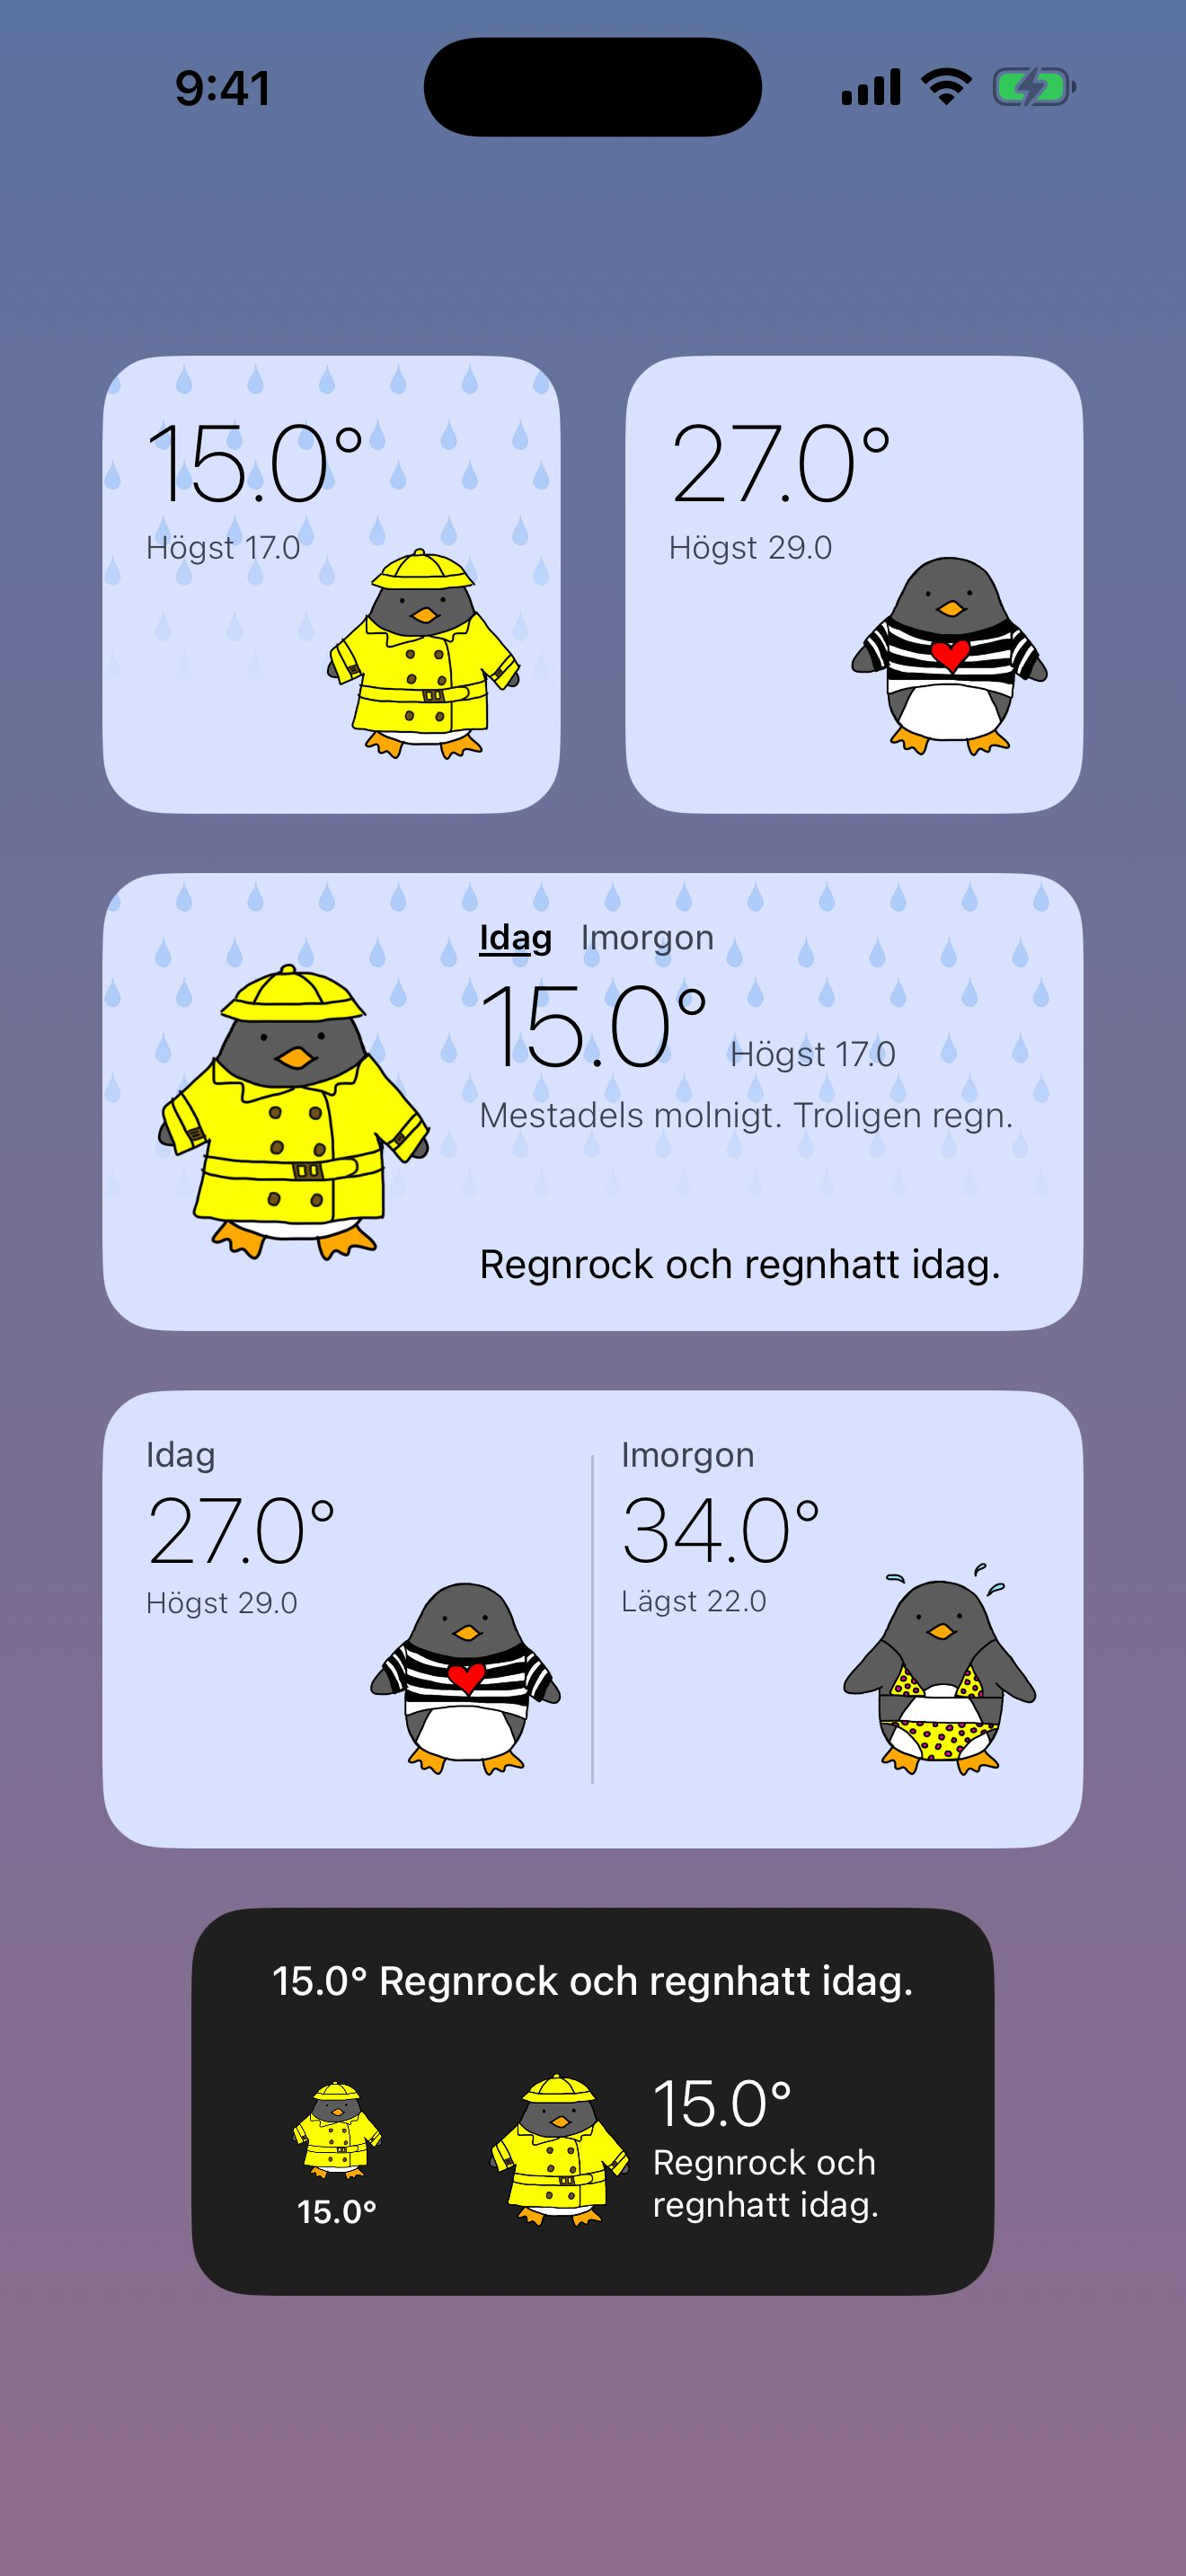 9:41
15.0°
Högst 17.0
27.0°
Högst 29.0
Idag Imorgon
15.0° Högst 17.0
Mestadels molnigt. Troligen regn.
Regnrock och regnhatt idag.
Idag
27.0°
Högst 29.0
Imorgon
34.0°
Lägst 22.0
15.0° Regnrock och regnhatt idag.
15.0°
15.0°
Regnrock och
regnhatt idag.